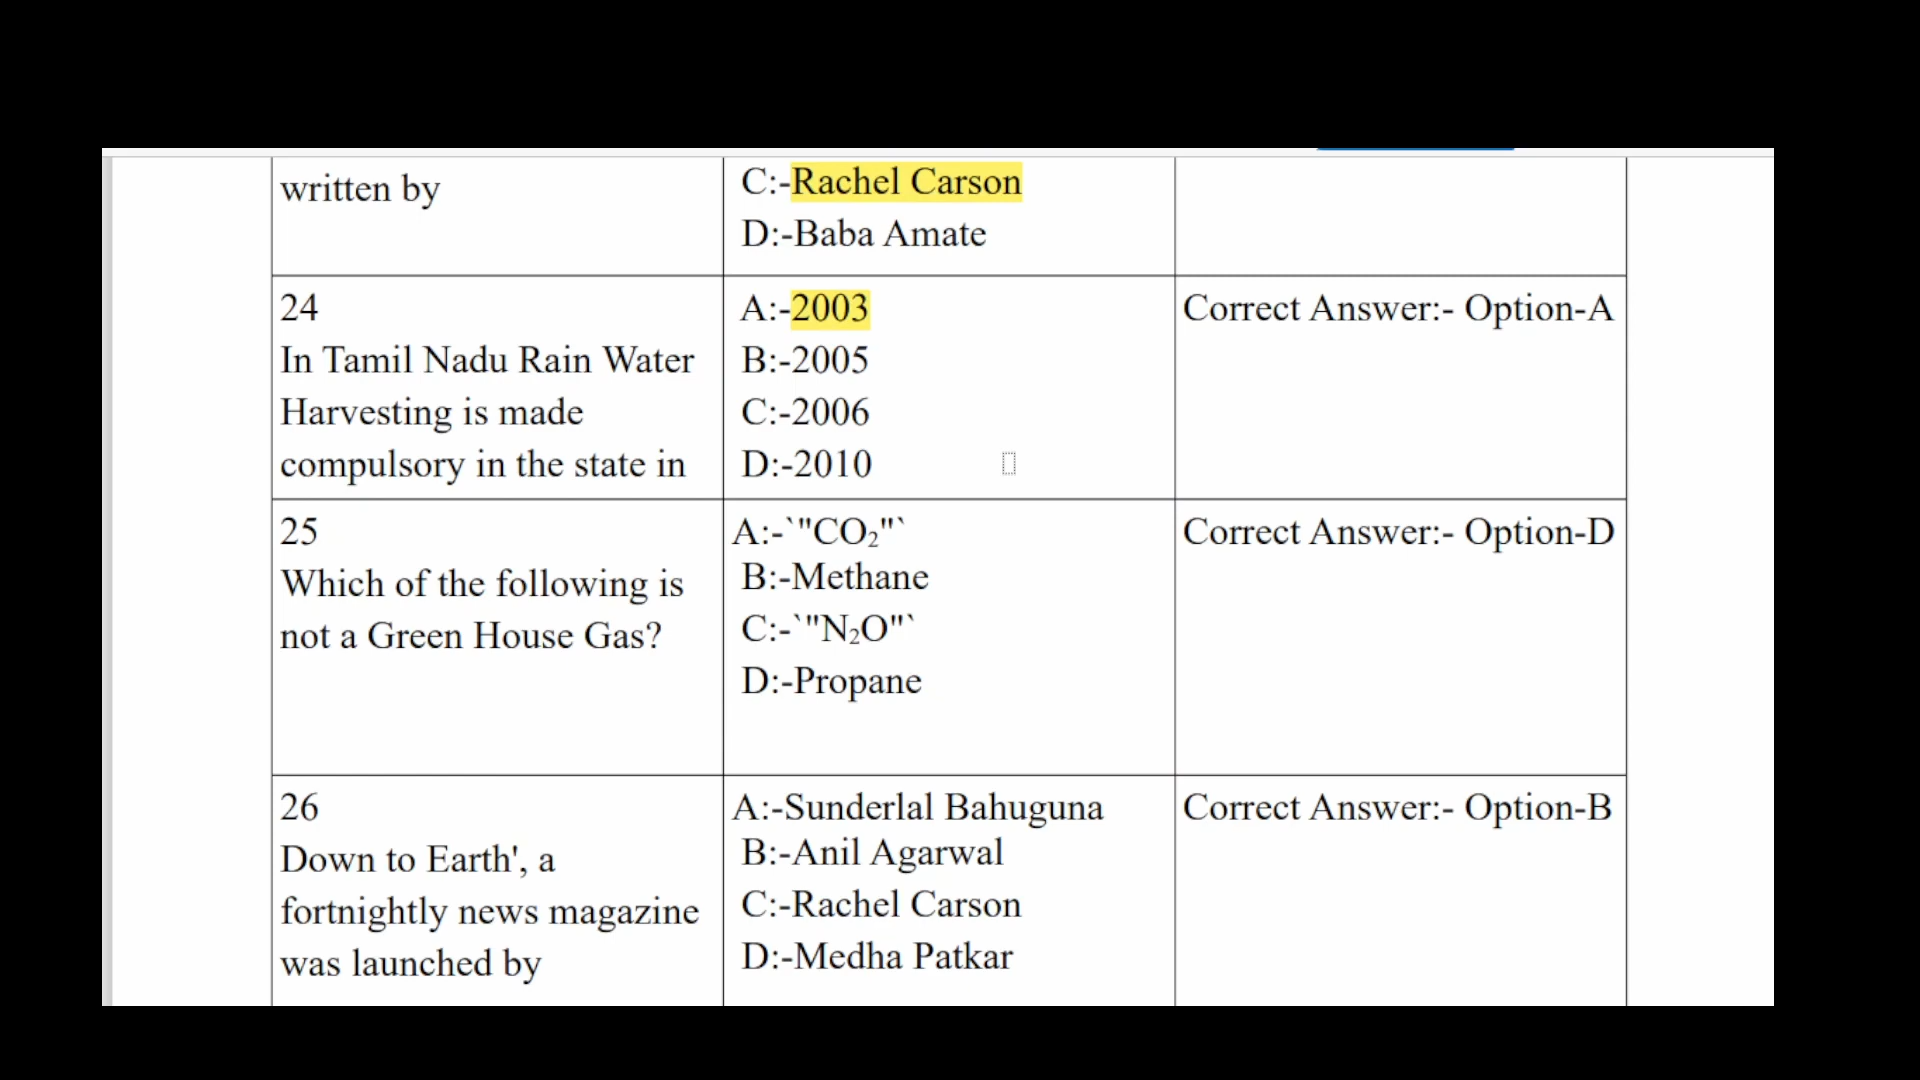 written by
C:-Rachel Carson
D:-Baba Amate
24
In Tamil Nadu Rain Water
Harvesting is made
compulsory in the state in
A:-2003
B:-2005
C:-2006
D:-2010
Correct Answer:- Option-A
25
Which of the following is
not a Green House Gas?
A:-`"CO₂"`
B:-Methane
C:-`"N₂O"`
D:-Propane
Correct Answer:- Option-D
26
Down to Earth', a
fortnightly news magazine
was launched by
A:-Sunderlal Bahuguna
B:-Anil Agarwal
C:-Rachel Carson
D:-Medha Patkar
Correct Answer:- Option-B